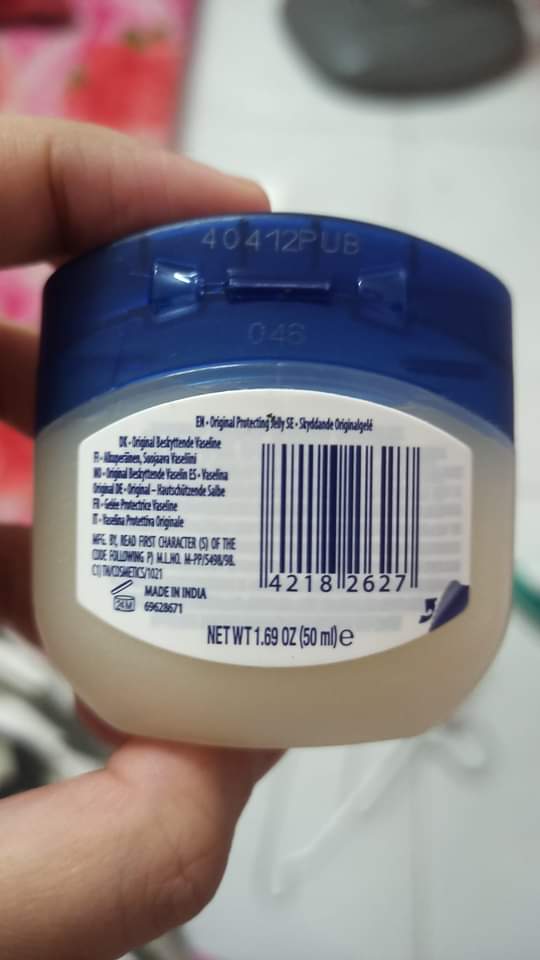 40412PUB
046
EN • Original Protecting Jelly SE • Skyddande Originalgelé
DK • Original Beskyttende Vaseline
FI • Alkuperäinen, Suojaava Vaseliini
NO • Original Beskyttende Vaselin ES • Vaselina
Original DE • Original – Hautschützende Salbe
FR • Gelée Protectrice Vaseline
IT • Vaselina Protettiva Originale
MFG. BY, READ FIRST CHARACTER (S) OF THE
CODE FOLLOWING P) M.L.NO. M-PP/5498/98.
C1) TN/COSMETICS/1021
24M
MADE IN INDIA
69628671
4218 2627
NET WT 1.69 OZ (50 ml) e